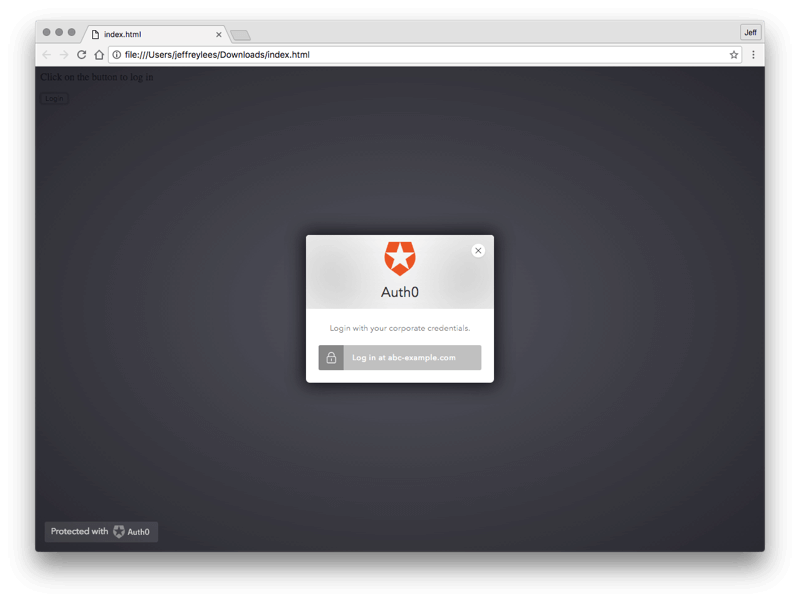 index.html
Jeff
file:///Users/jeffreylees/Downloads/index.html
Click on the button to log in
Login
Auth0
Login with your corporate credentials.
Log in at abc-example.com
Protected with Auth0